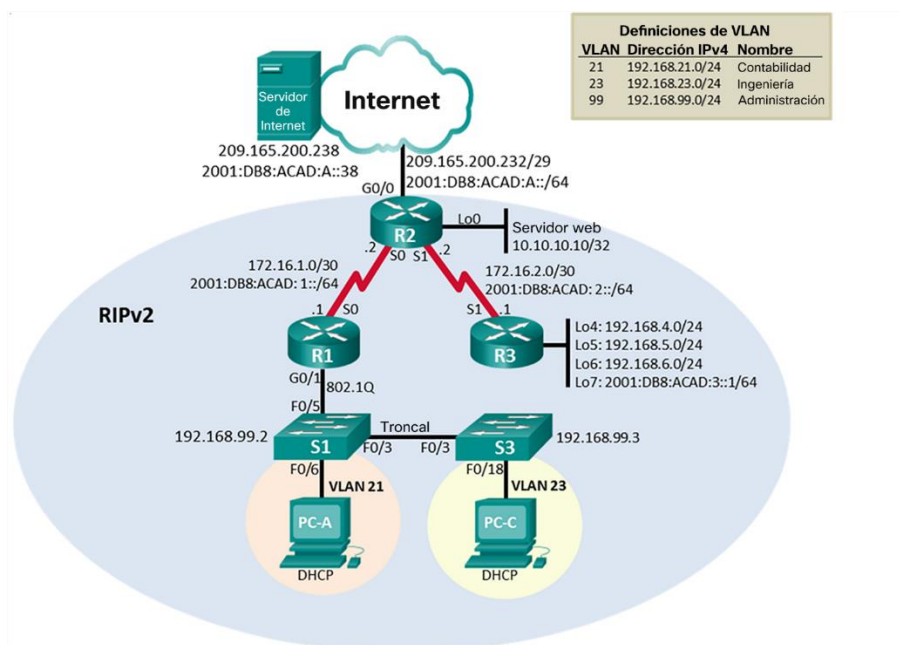 Definiciones de VLAN
VLAN Dirección IPv4 Nombre
21 192.168.21.0/24 Contabilidad
23 192.168.23.0/24 Ingeniería
99 192.168.99.0/24 Administración
Servidor
de
Internet
Internet
209.165.200.238
2001:DB8:ACAD:A::38
209.165.200.232/29
2001:DB8:ACAD:A::/64
G0/0
R2
Lo0
Servidor web
10.10.10.10/32
.2
S0
S1
.2
172.16.1.0/30
2001:DB8:ACAD: 1::/64
172.16.2.0/30
2001:DB8:ACAD: 2::/64
RIPv2
.1
S0
S1
.1
R1
R3
Lo4: 192.168.4.0/24
Lo5: 192.168.5.0/24
Lo6: 192.168.6.0/24
Lo7: 2001:DB8:ACAD:3::1/64
G0/1
802.1Q
F0/5
Troncal
192.168.99.2
S1
F0/3
F0/3
S3
192.168.99.3
F0/6
F0/18
VLAN 21
VLAN 23
PC-A
PC-C
DHCP
DHCP